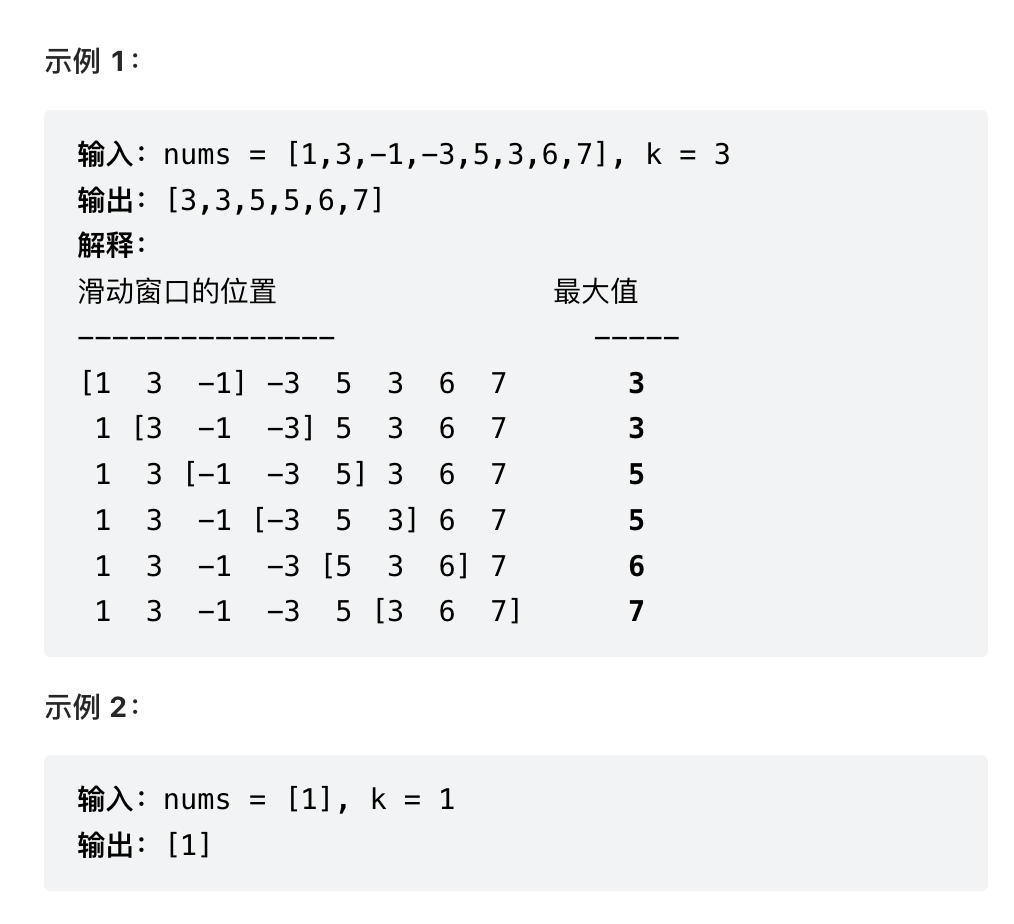 示例 1：
输入：nums = [1,3,-1,-3,5,3,6,7], k = 3
输出：[3,3,5,5,6,7]
解释：
滑动窗口的位置                最大值
---------------               -----
[1  3  -1] -3  5  3  6  7       3
 1 [3  -1  -3] 5  3  6  7       3
 1  3 [-1  -3  5] 3  6  7       5
 1  3  -1 [-3  5  3] 6  7       5
 1  3  -1  -3 [5  3  6] 7       6
 1  3  -1  -3  5 [3  6  7]      7
示例 2：
输入：nums = [1], k = 1
输出：[1]